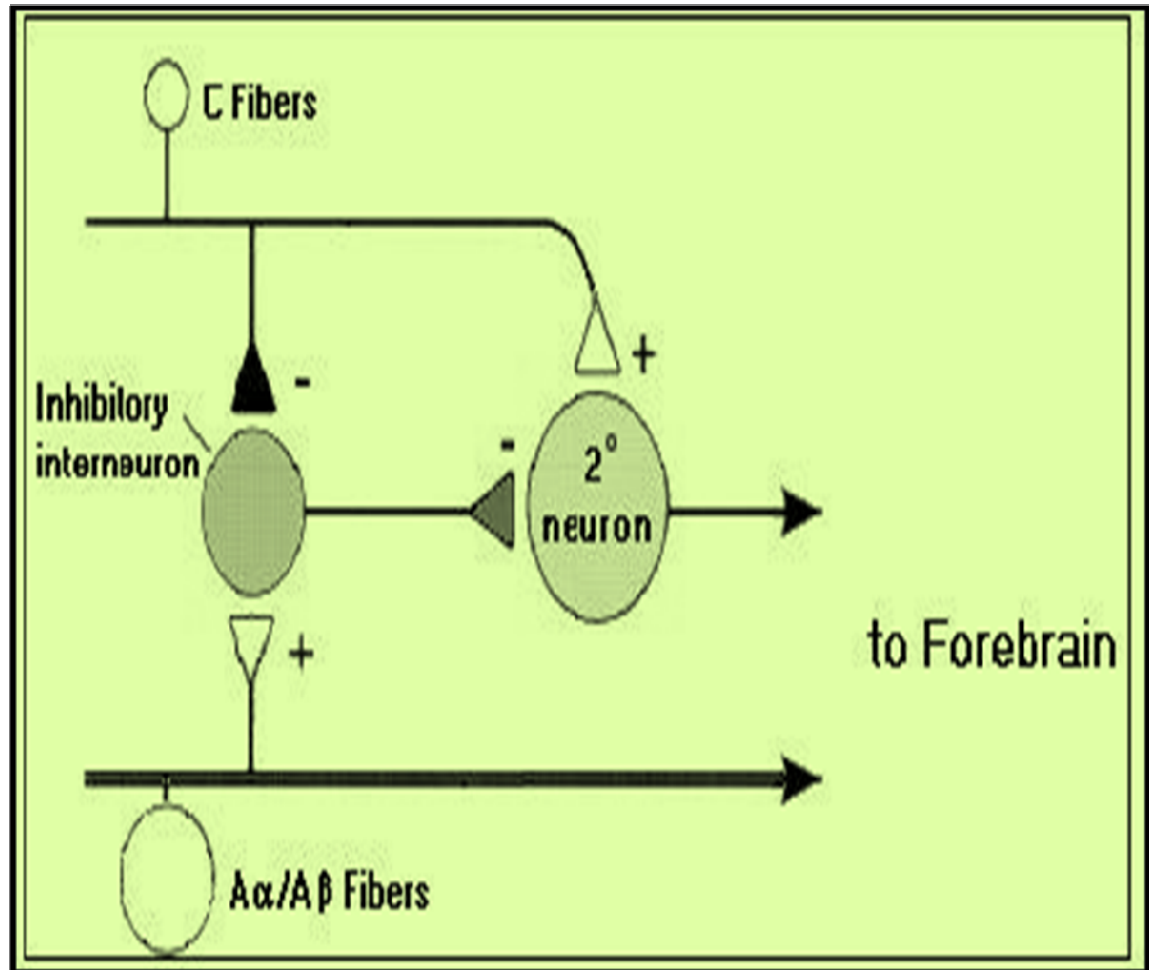 C Fibers
+
-
Inhibitory
interneuron
-
2°
neuron
+
to Forebrain
Aα/Aβ Fibers